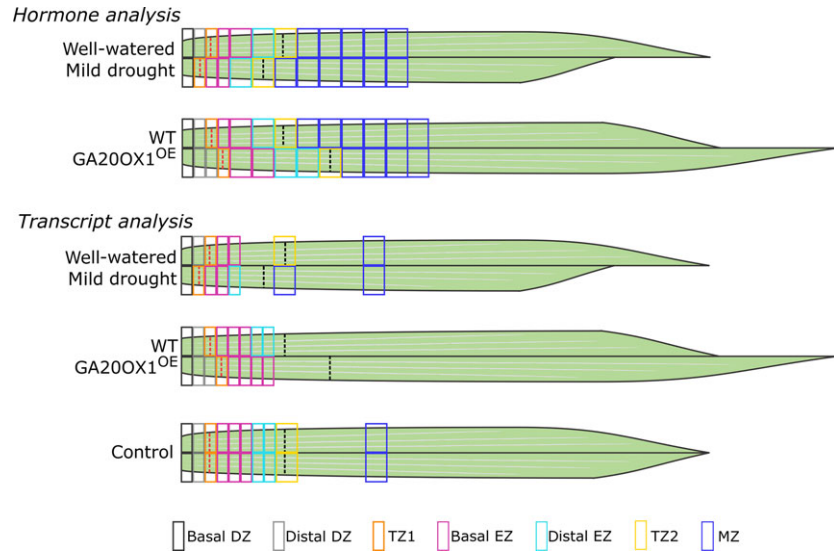 Hormone analysis
Well-watered
Mild drought
WT
GA20OX1OE
Transcript analysis
Well-watered
Mild drought
WT
GA20OX1OE
Control
Basal DZ Distal DZ TZ1 Basal EZ Distal EZ TZ2 MZ